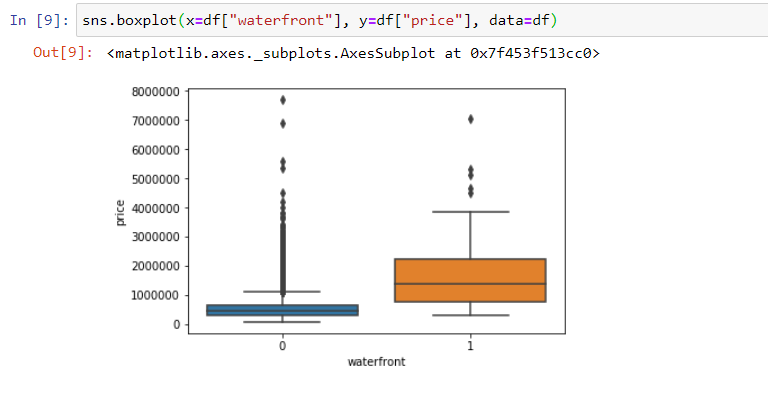 In [9]: sns.boxplot(x=df["waterfront"], y=df["price"], data=df)
Out[9]: <matplotlib.axes._subplots.AxesSubplot at 0x7f453f513cc0>
8000000
7000000
6000000
5000000
4000000
3000000
2000000
1000000
0
price
0 1
waterfront